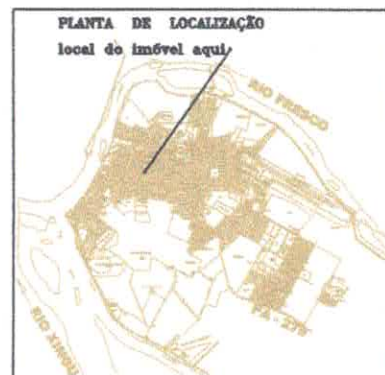 PLANTA DE LOCALIZAÇÃO
local do imóvel aqui
RIO FRESCO
PA-279
RIO XINGU